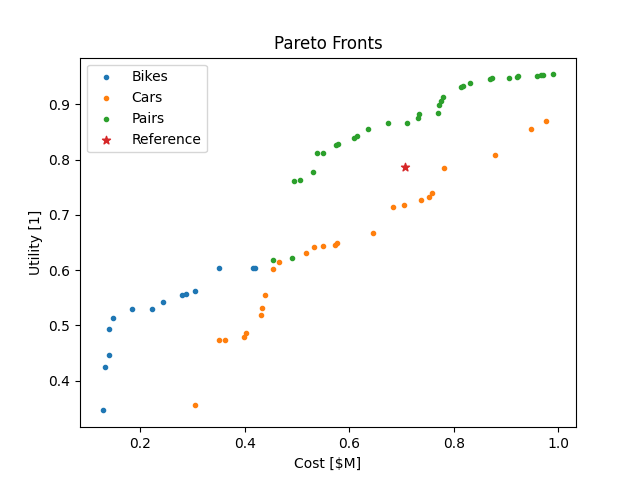 Pareto Fronts
Bikes
Cars
Pairs
Reference
Utility [1]
0.9
0.8
0.7
0.6
0.5
0.4
0.2
0.4
0.6
0.8
1.0
Cost [$M]